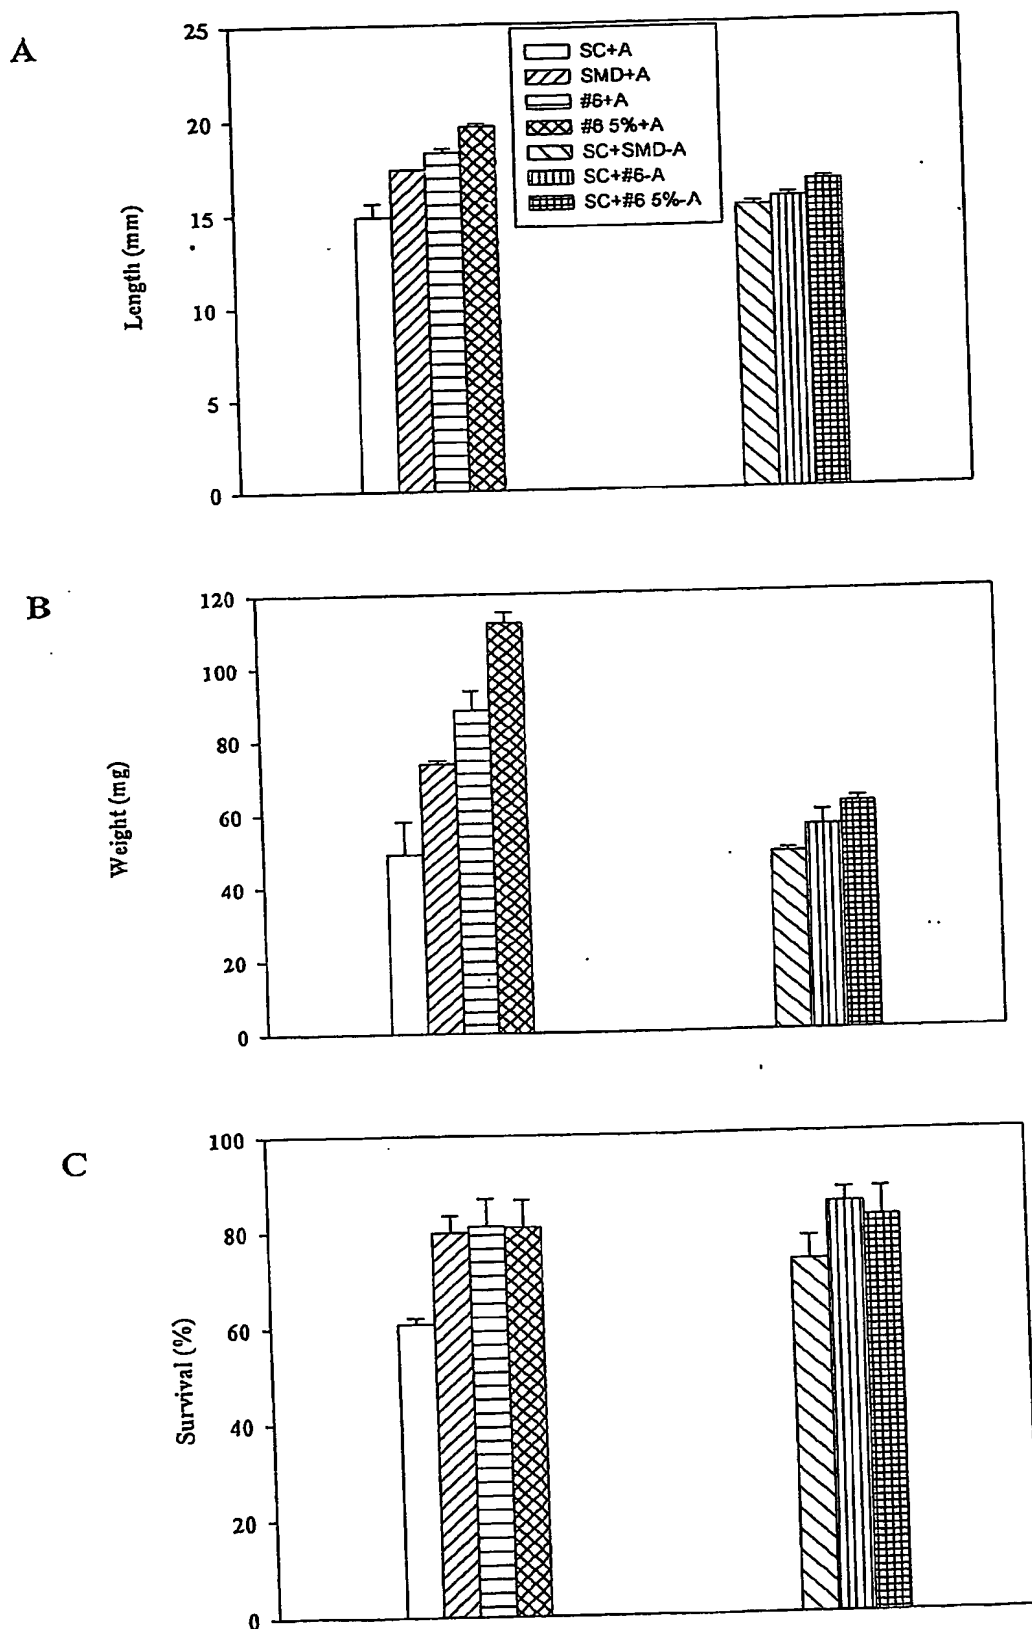 A
25
20
15
10
5
0
Length (mm)
SC+A
SMD+A
#6+A
#6 5%+A
SC+SMD-A
SC+#6-A
SC+#6 5%-A
B
120
100
80
60
40
20
0
Weight (mg)
C
100
80
60
40
20
0
Survival (%)